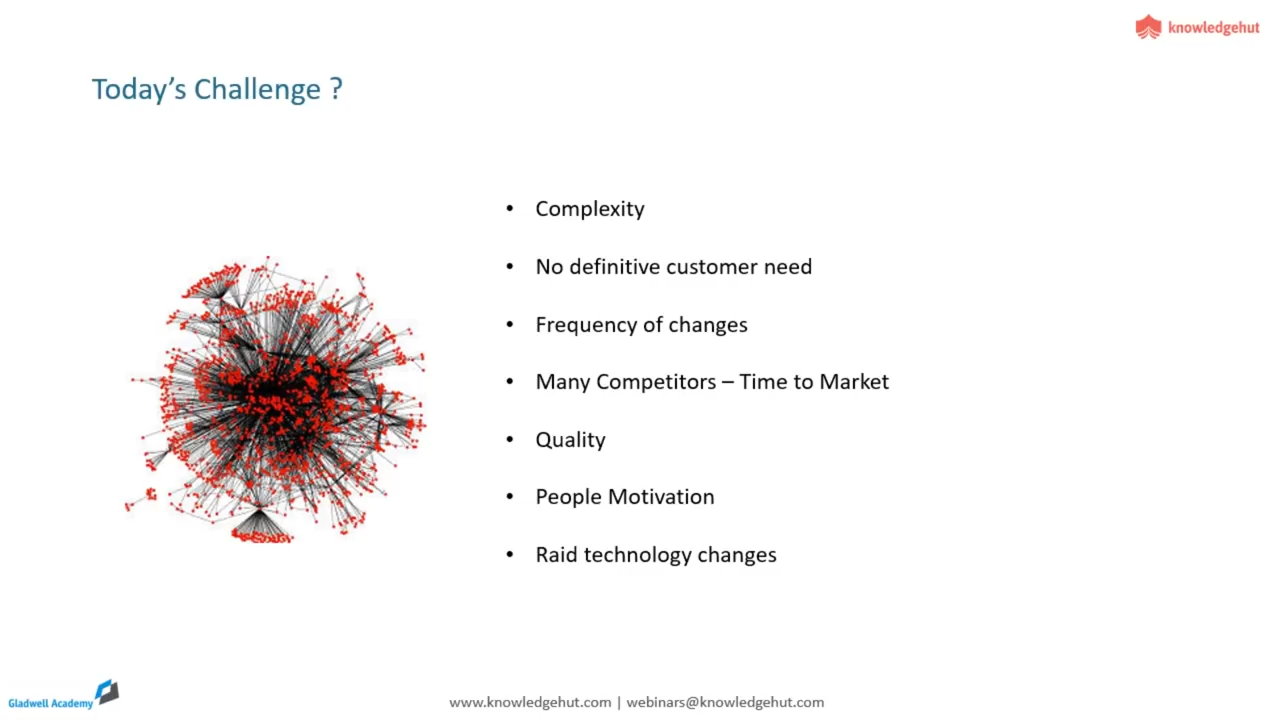 knowledgehut
Today’s Challenge ?
• Complexity
• No definitive customer need
• Frequency of changes
• Many Competitors – Time to Market
• Quality
• People Motivation
• Raid technology changes
Gladwell Academy
www.knowledgehut.com | webinars@knowledgehut.com